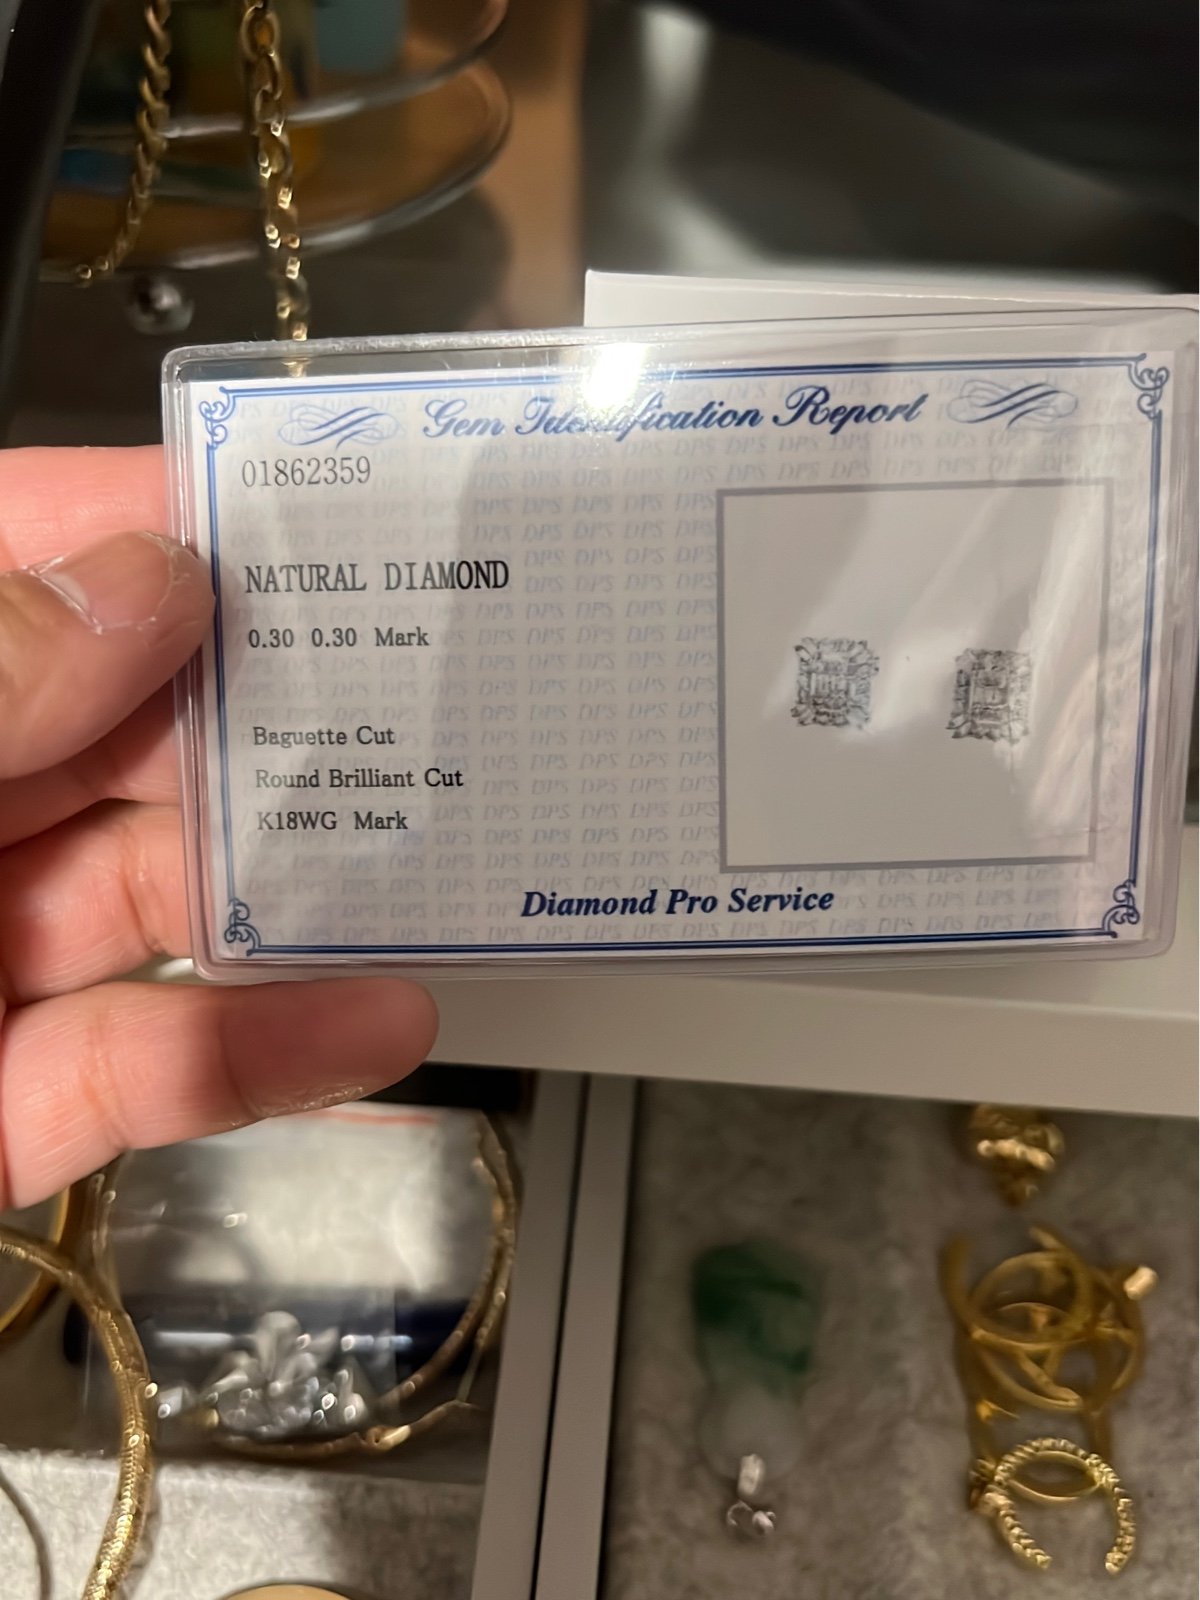 Gem Identification Report
01862359
NATURAL DIAMOND
0.30 0.30 Mark
Baguette Cut
Round Brilliant Cut
K18WG Mark
Diamond Pro Service